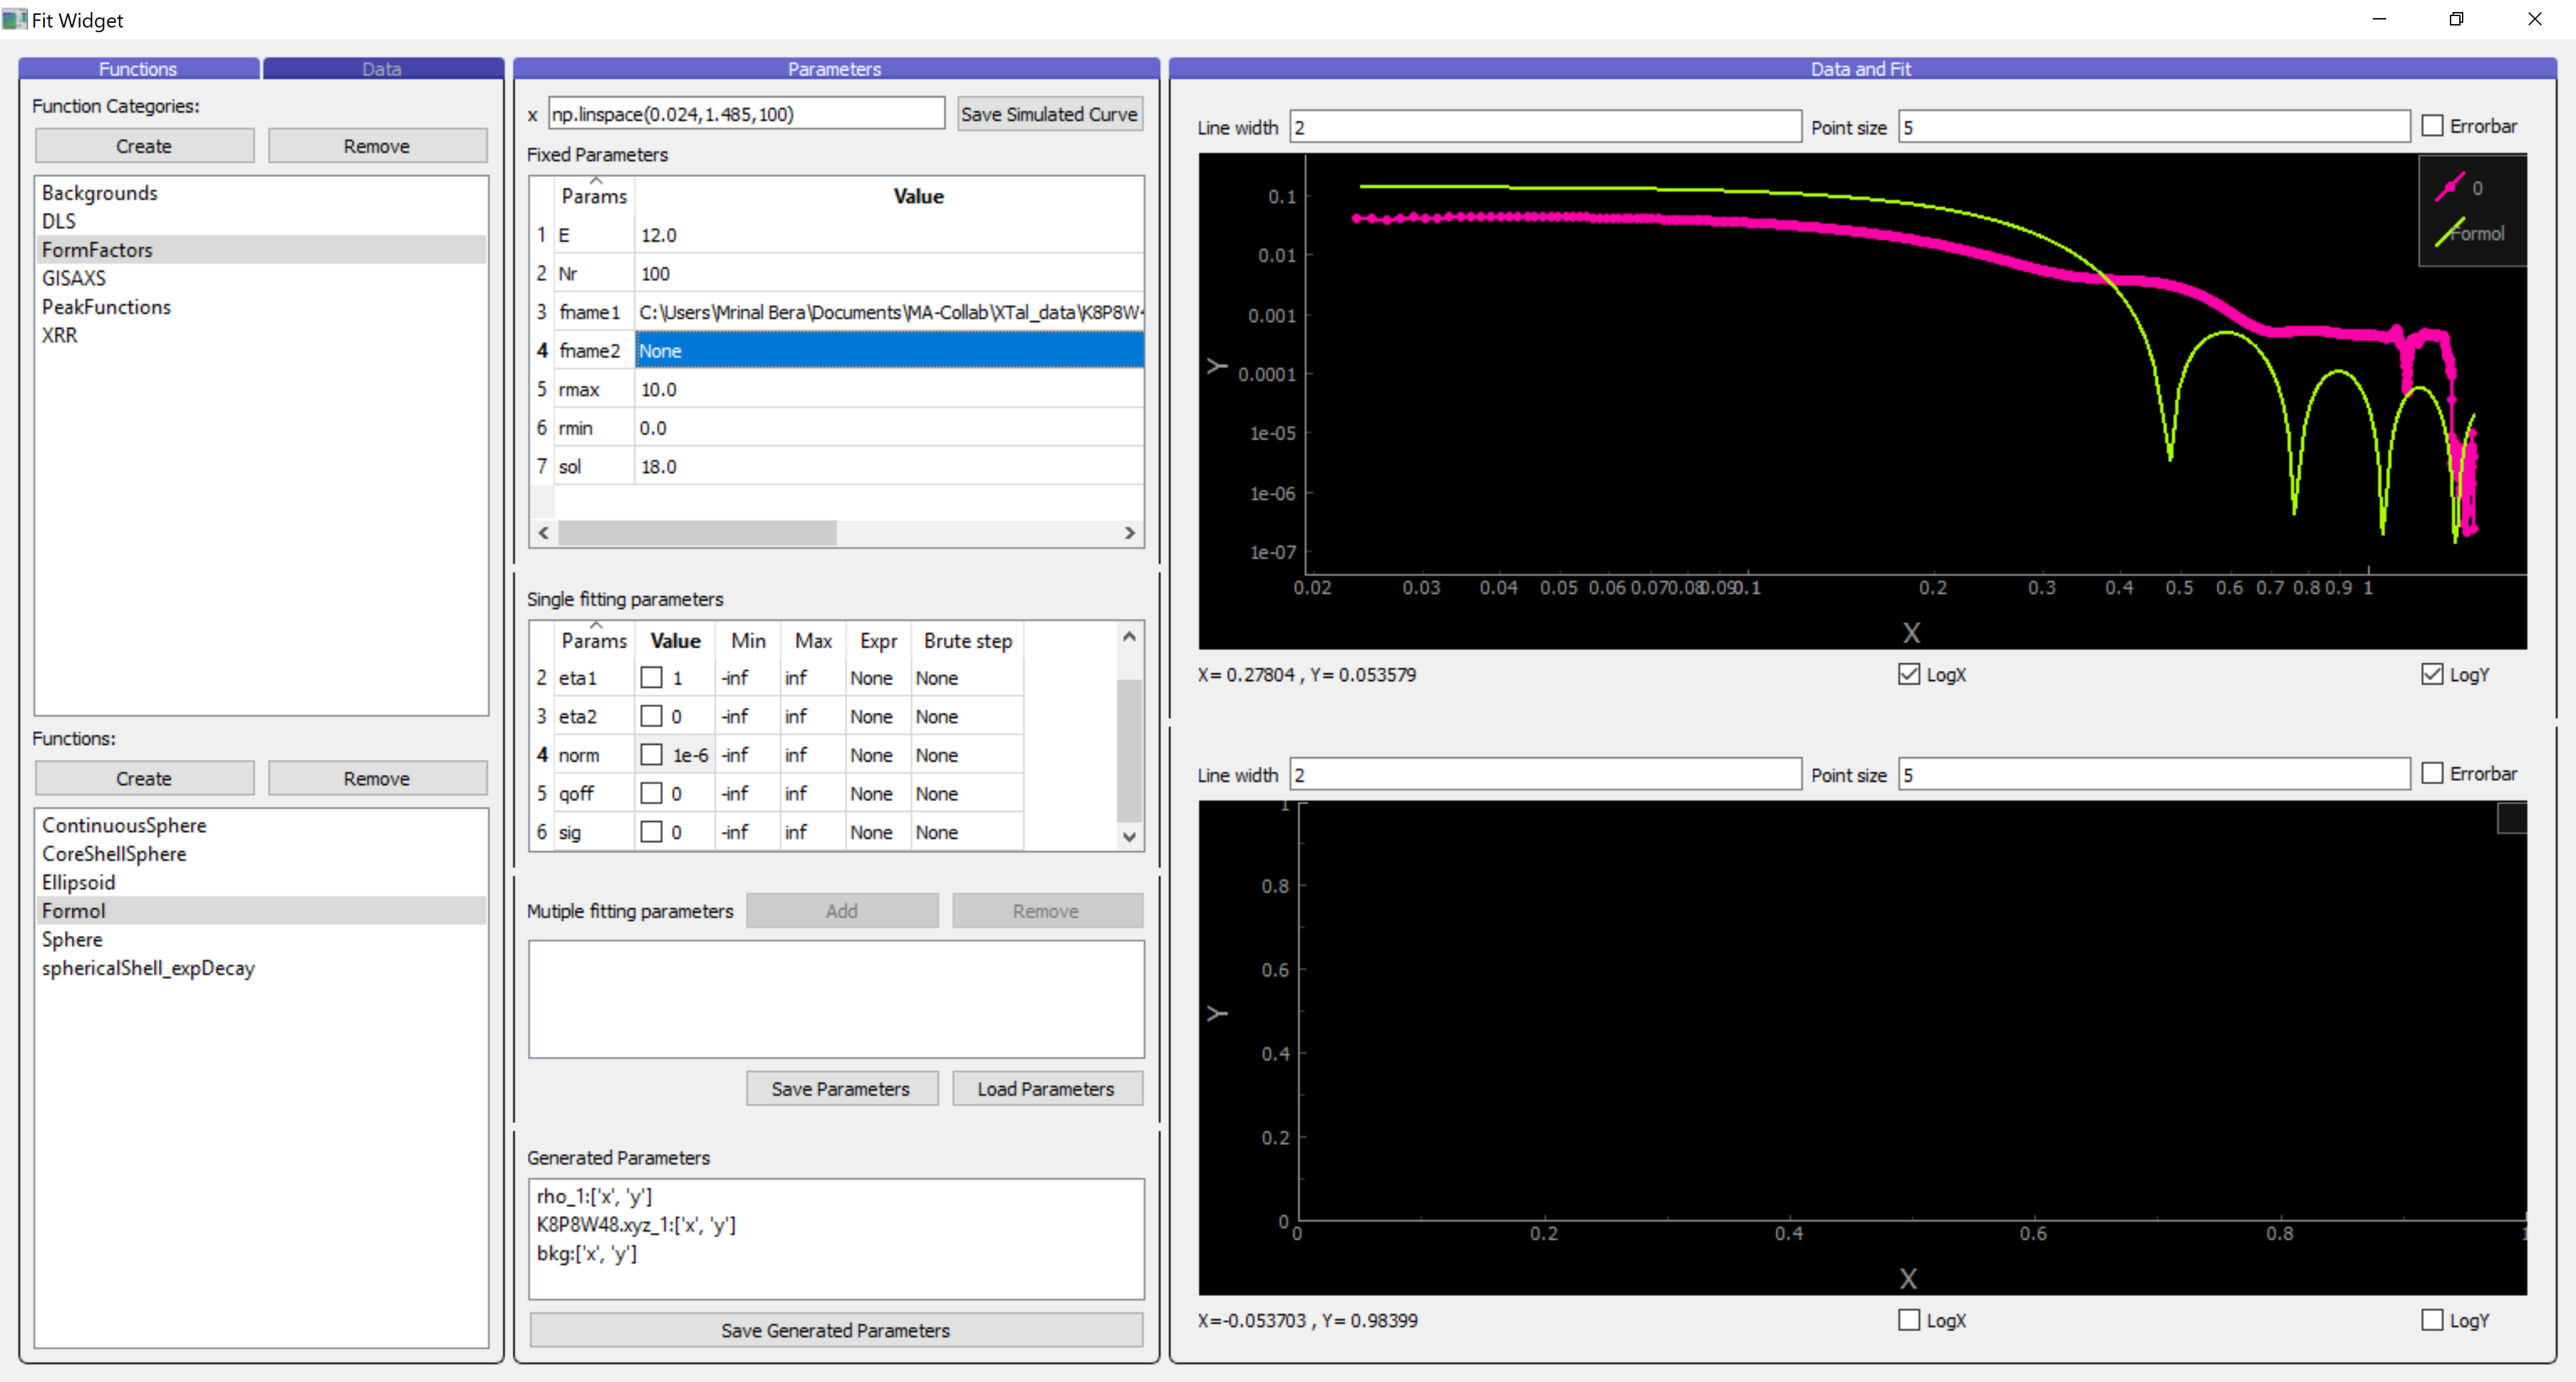 Fit Widget
Functions
Data
Function Categories:
Create
Remove
Backgrounds
DLS
FormFactors
GISAXS
PeakFunctions
XRR
Functions:
Create
Remove
ContinuousSphere
CoreShellSphere
Ellipsoid
Formol
Sphere
sphericalShell_expDecay
Parameters
x np.linspace(0.024,1.485,100) Save Simulated Curve
Fixed Parameters
Params Value
1 E 12.0
2 Nr 100
3 fname1 C:\Users\Mrinal Bera\Documents\MA-Collab\XTal_data\K8P8W
4 fname2 None
5 rmax 10.0
6 rmin 0.0
7 sol 18.0
Single fitting parameters
Params Value Min Max Expr Brute step
2 eta1 1 -inf inf None None
3 eta2 0 -inf inf None None
4 norm 1e-6 -inf inf None None
5 qoff 0 -inf inf None None
6 sig 0 -inf inf None None
Mutiple fitting parameters Add Remove
Save Parameters Load Parameters
Generated Parameters
rho_1:['x', 'y']
K8P8W48.xyz_1:['x', 'y']
bkg:['x', 'y']
Save Generated Parameters
Data and Fit
Line width 2 Point size 5 Errorbar
0
Formol
0.1
0.01
0.001
0.0001
1e-05
1e-06
1e-07
Y
0.02 0.03 0.04 0.05 0.06 0.07 0.08 0.09 0.1 0.2 0.3 0.4 0.5 0.6 0.7 0.8 0.9 1
X
X= 0.27804 , Y= 0.053579 LogX LogY
Line width 2 Point size 5 Errorbar
1
0.8
0.6
0.4
0.2
0
Y
0 0.2 0.4 0.6 0.8 1
X
X=-0.053703 , Y= 0.98399 LogX LogY